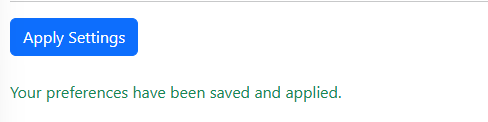 Apply Settings
Your preferences have been saved and applied.